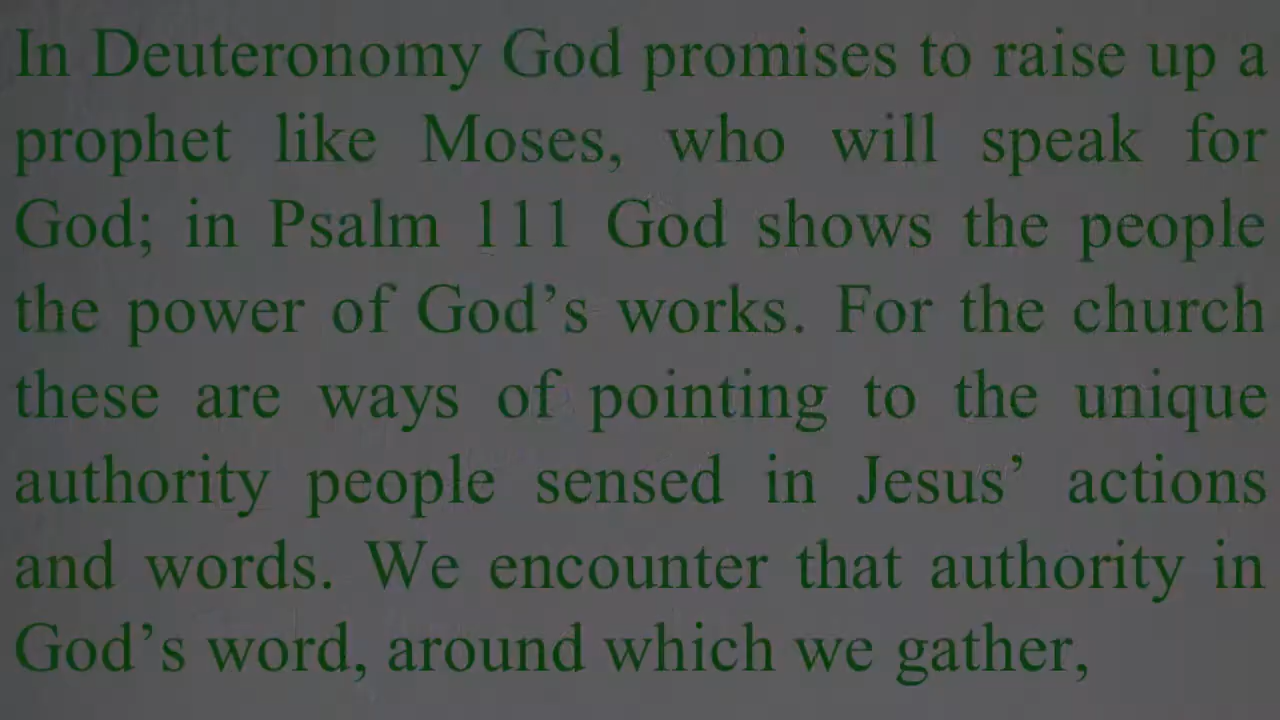 In Deuteronomy God promises to raise up a
prophet like Moses, who will speak for
God; in Psalm 111 God shows the people
the power of God’s works. For the church
these are ways of pointing to the unique
authority people sensed in Jesus’ actions
and words. We encounter that authority in
God’s word, around which we gather,